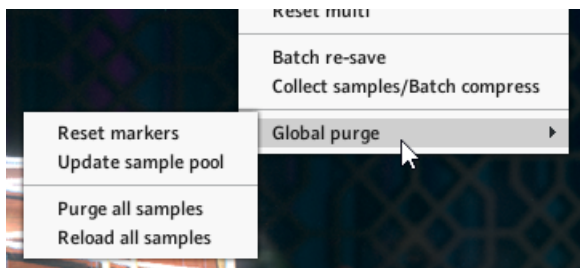 Reset multi
Batch re-save
Collect samples/Batch compress
Global purge
Reset markers
Update sample pool
Purge all samples
Reload all samples